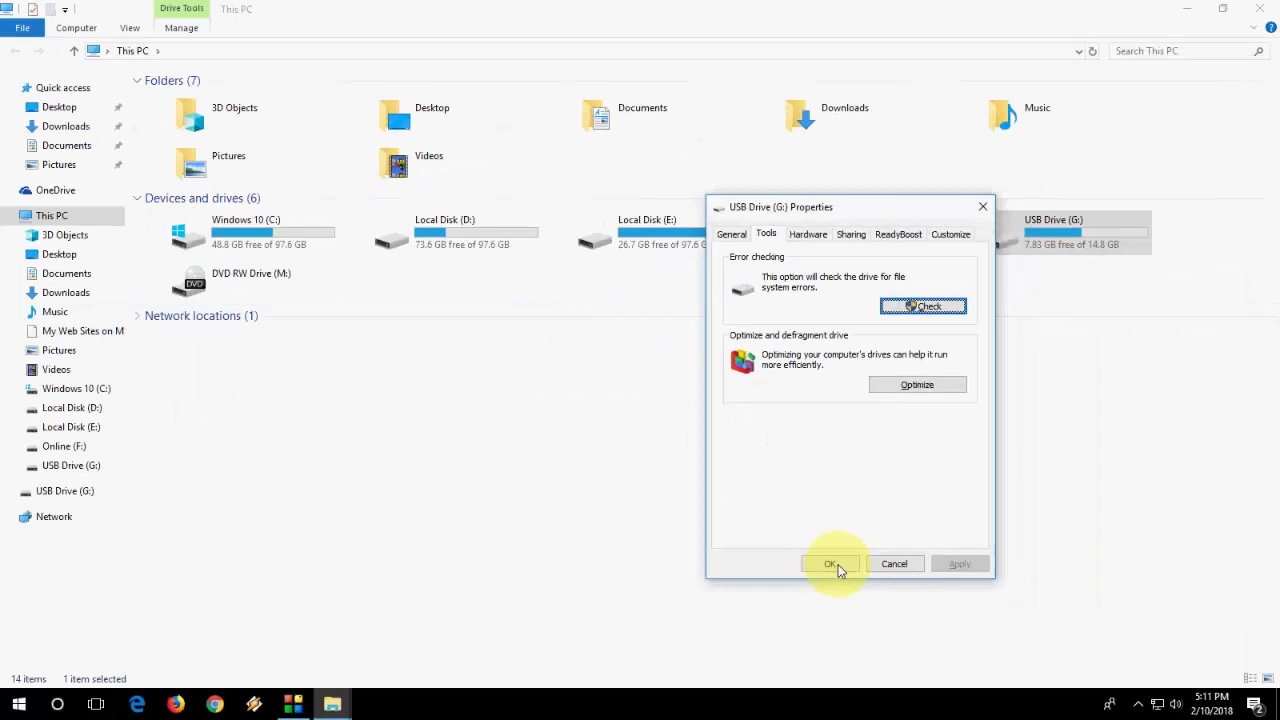 Drive Tools
This PC
File
Computer
View
Manage
This PC
Search This PC
Quick access
Desktop
Downloads
Documents
Pictures
OneDrive
This PC
3D Objects
Desktop
Documents
Downloads
Music
My Web Sites on M
Pictures
Videos
Windows 10 (C:)
Local Disk (D:)
Local Disk (E:)
Online (F:)
USB Drive (G:)
USB Drive (G:)
Network
Folders (7)
3D Objects
Desktop
Documents
Downloads
Music
Pictures
Videos
Devices and drives (6)
Windows 10 (C:)
48.8 GB free of 97.6 GB
Local Disk (D:)
73.6 GB free of 97.6 GB
Local Disk (E:)
26.7 GB free of 97.6 G
USB Drive (G:)
7.83 GB free of 14.8 GB
DVD
DVD RW Drive (M:)
Network locations (1)
USB Drive (G:) Properties
General
Tools
Hardware
Sharing
ReadyBoost
Customize
Error checking
This option will check the drive for file
system errors.
Check
Optimize and defragment drive
Optimizing your computer's drives can help it run
more efficiently.
Optimize
OK
Cancel
Apply
14 items
1 item selected
5:11 PM
2/10/2018
2